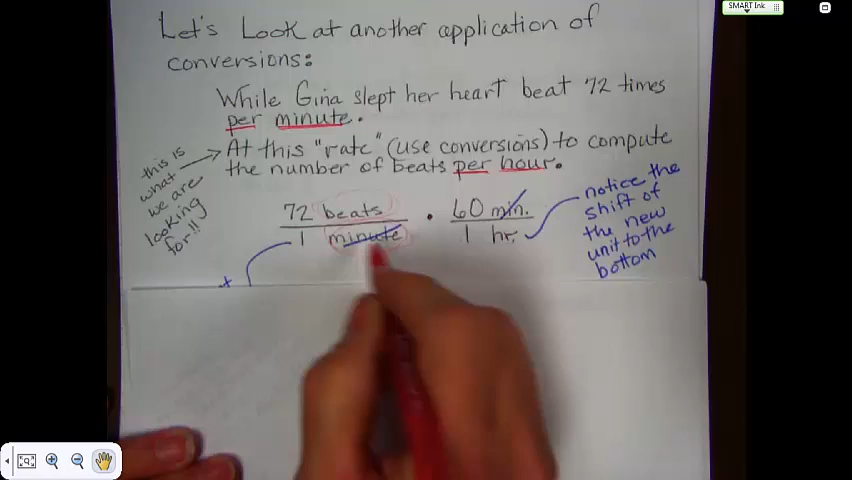 SMART Ink
Let's Look at another application of
conversions:
While Gina slept her heart beat 72 times
per minute.
At this "rate" (use conversions) to compute
the number of beats per hour.
this is
what
we are
looking
for!!
72 beats
1 minute
•
60 min.
1 hr.
notice the
shift of
the new
unit to the
bottom